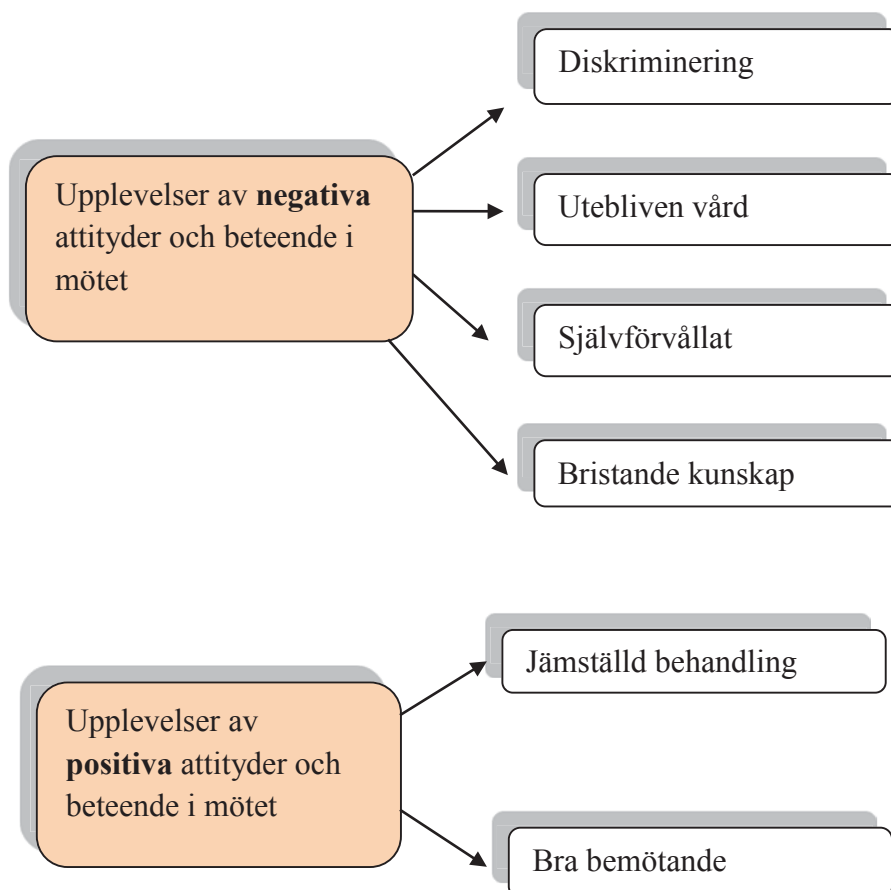 Upplevelser av negativa
attityder och beteende i
mötet
Diskriminering
Utebliven vård
Självförvållat
Bristande kunskap
Upplevelser av
positiva attityder och
beteende i mötet
Jämställd behandling
Bra bemötande